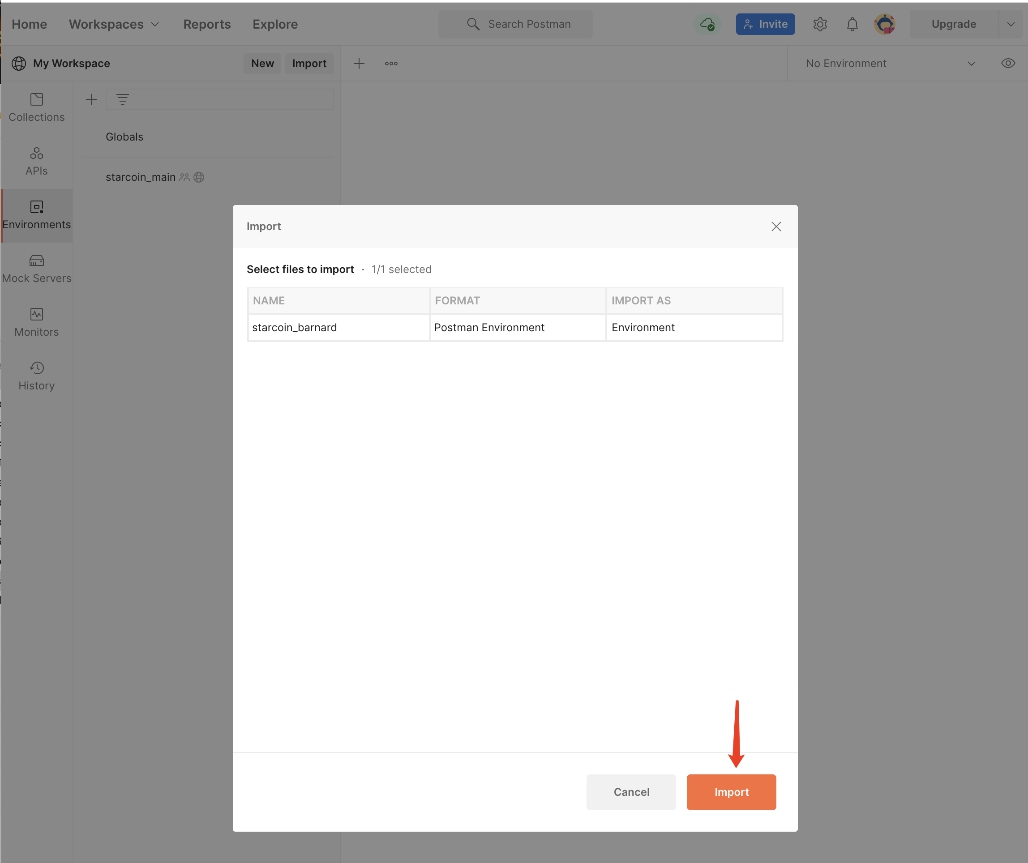 Home Workspaces Reports Explore Search Postman Invite Upgrade
My Workspace New Import No Environment
Collections
Globals
APIs
starcoin_main
Environments
Mock Servers
Monitors
History
Import
Select files to import · 1/1 selected
NAME FORMAT IMPORT AS
starcoin_barnard Postman Environment Environment
Cancel Import